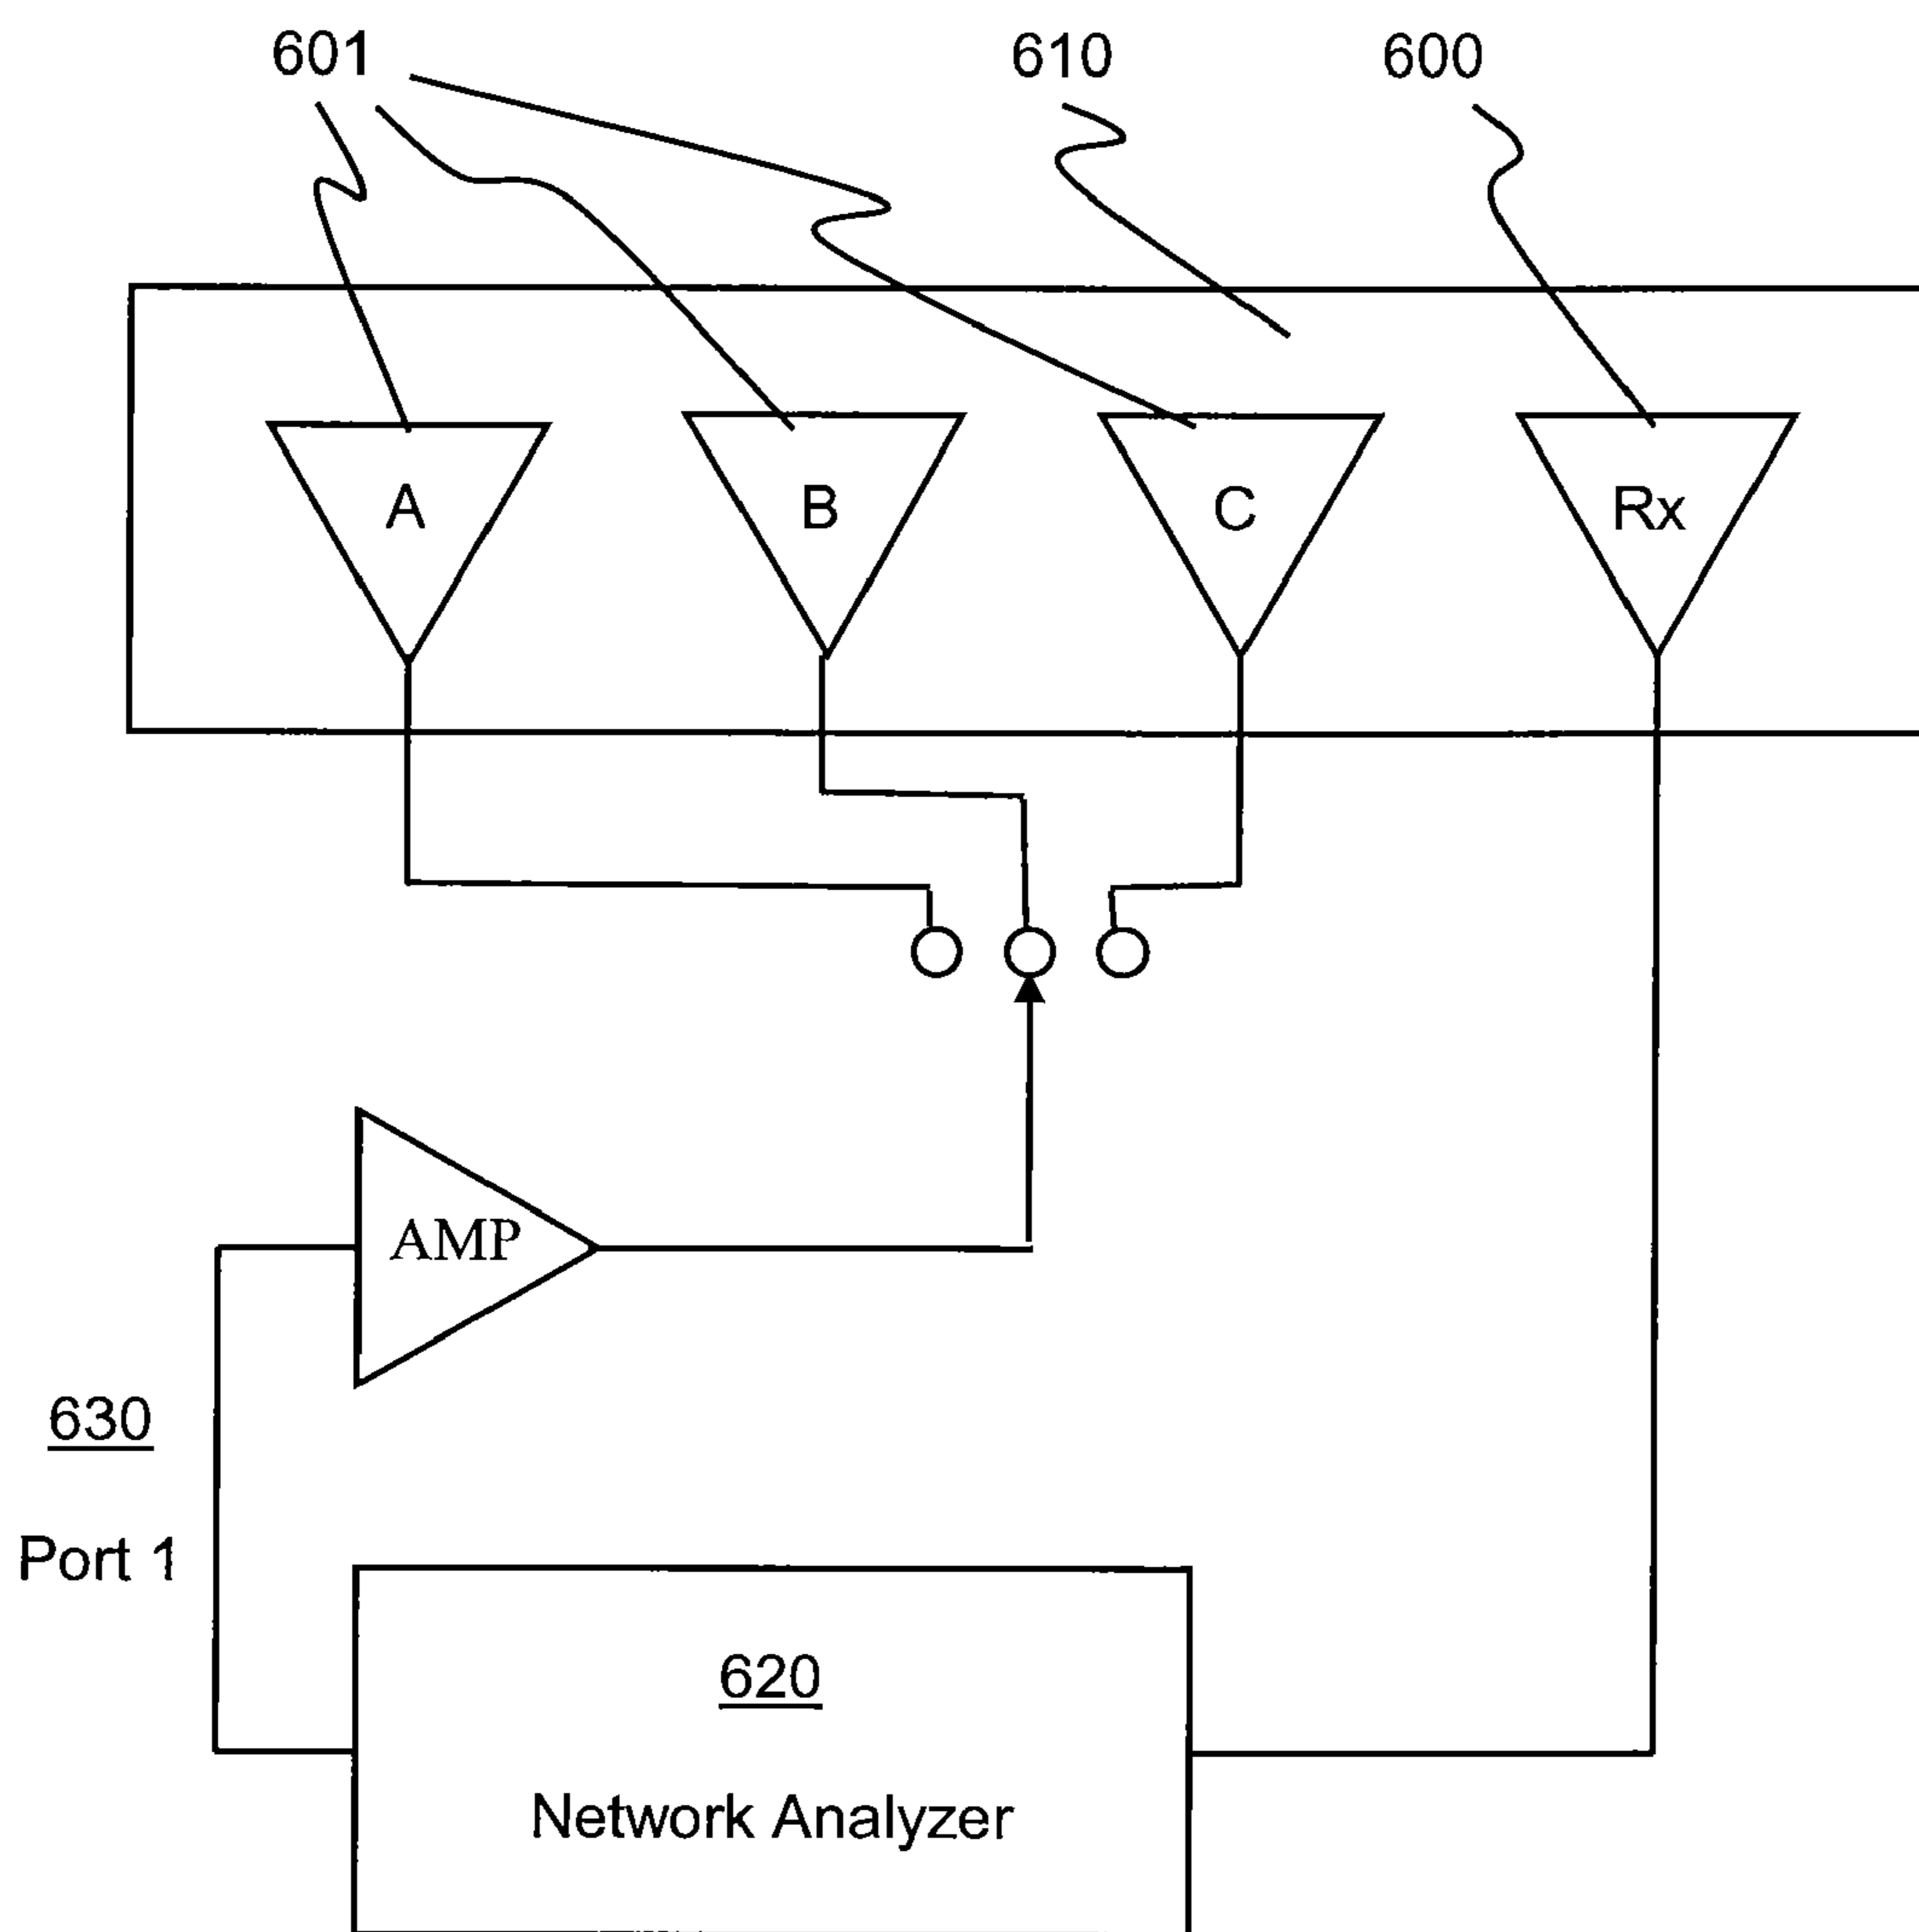 601
610
600
A
B
C
Rx
AMP
630
Port 1
620
Network Analyzer